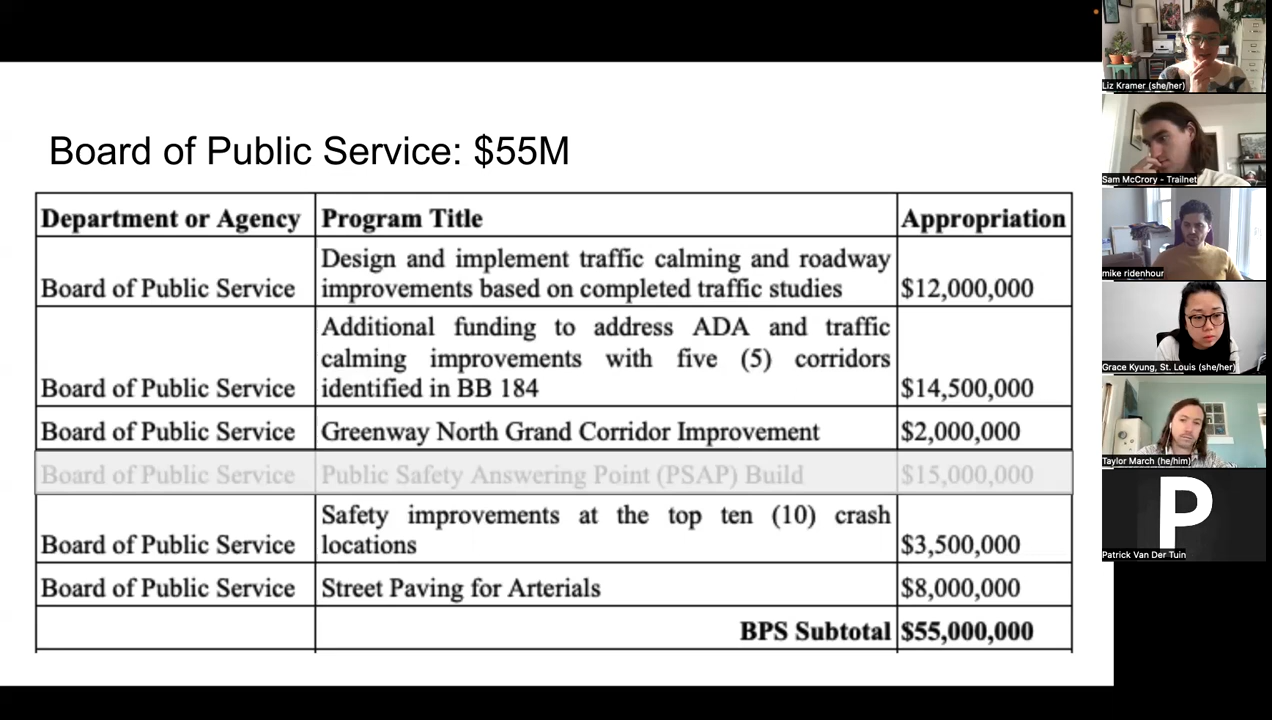 Board of Public Service: $55M
Department or Agency Program Title Appropriation
Design and implement traffic calming and roadway
Board of Public Service improvements based on completed traffic studies $12,000,000
Additional funding to address ADA and traffic
calming improvements with five (5) corridors
Board of Public Service identified in BB 184 $14,500,000
Board of Public Service Greenway North Grand Corridor Improvement $2,000,000
Board of Public Service Public Safety Answering Point (PSAP) Build $15,000,000
Safety improvements at the top ten (10) crash
Board of Public Service locations $3,500,000
Board of Public Service Street Paving for Arterials $8,000,000
BPS Subtotal $55,000,000
Liz Kramer (she/her)
Sam McCrory - Trailnet
mike ridenhour
Grace Kyung, St. Louis (she/her)
Taylor March (he/him)
P
Patrick Van Der Tuin